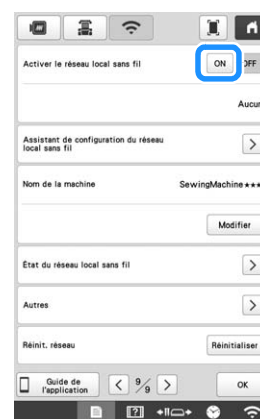 Activer le réseau local sans fil
ON OFF
Aucun
Assistant de configuration du réseau
local sans fil
Nom de la machine SewingMachine★★★
Modifier
État du réseau local sans fil
Autres
Réinit. réseau Réinitialiser
Guide de
l'application
9/9
OK